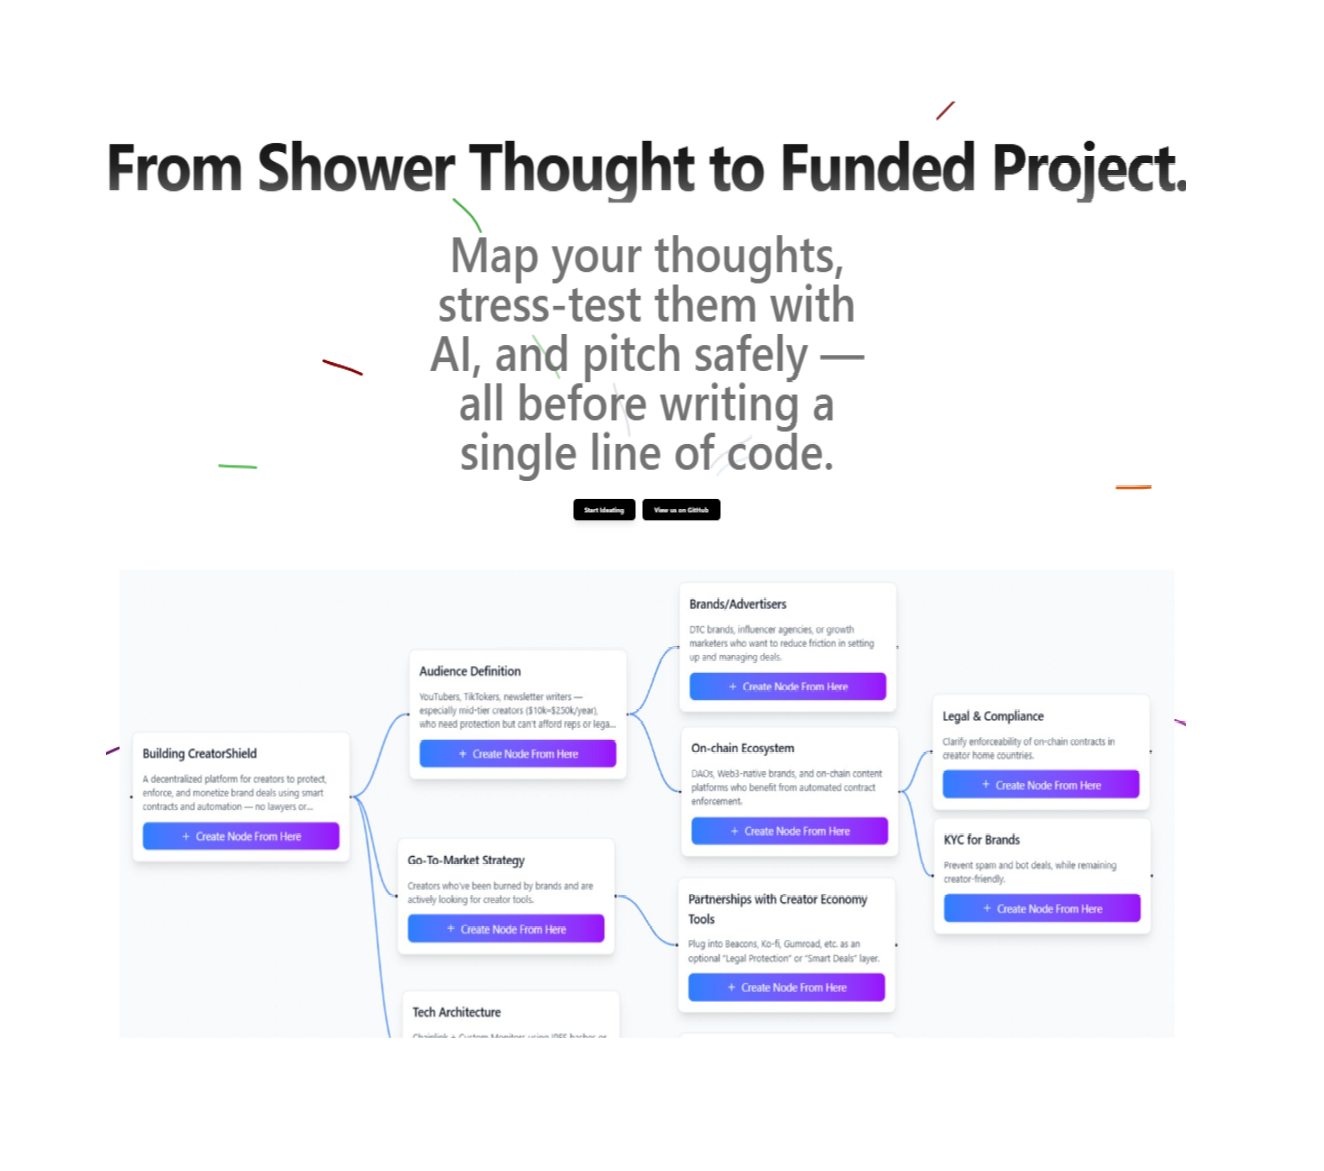 From Shower Thought to Funded Project.
Map your thoughts,
stress-test them with
AI, and pitch safely —
all before writing a
single line of code.
Start Ideating
View us on GitHub
Building CreatorShield
A decentralized platform for creators to protect,
enforce, and monetize brand deals using smart
contracts and automation — no lawyers or...
+ Create Node From Here
Audience Definition
YouTubers, TikTokers, newsletter writers —
especially mid-tier creators ($10k–$250k/year),
who need protection but can't afford reps or lega...
+ Create Node From Here
Go-To-Market Strategy
Creators who've been burned by brands and are
actively looking for creator tools.
+ Create Node From Here
Tech Architecture
Chainlink + Custom Monitors using IPFS hashes or
Brands/Advertisers
DTC brands, influencer agencies, or growth
marketers who want to reduce friction in setting
up and managing deals.
+ Create Node From Here
On-chain Ecosystem
DAOs, Web3-native brands, and on-chain content
platforms who benefit from automated contract
enforcement.
+ Create Node From Here
Partnerships with Creator Economy
Tools
Plug into Beacons, Ko-fi, Gumroad, etc. as an
optional "Legal Protection" or "Smart Deals" layer.
+ Create Node From Here
Legal & Compliance
Clarify enforceability of on-chain contracts in
creator home countries.
+ Create Node From Here
KYC for Brands
Prevent spam and bot deals, while remaining
creator-friendly.
+ Create Node From Here